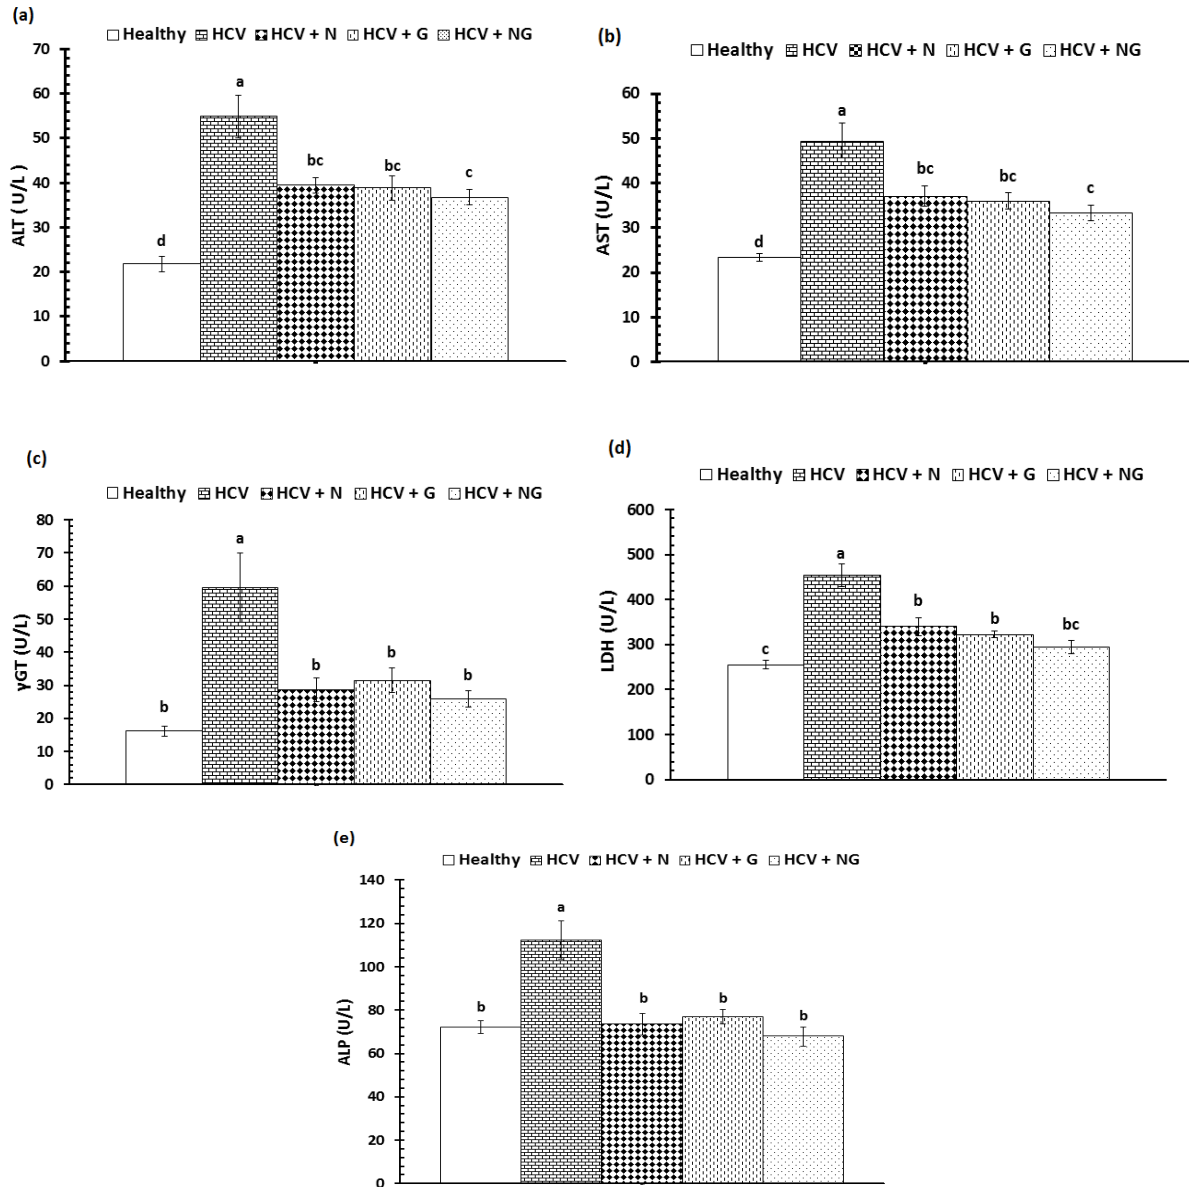 (a)
Healthy HCV HCV + N HCV + G HCV + NG
70
60
50
40
30
20
10
0
ALT ( U/L )
d
a
bc
bc
c
(b)
Healthy HCV HCV + N HCV + G HCV + NG
60
50
40
30
20
10
0
AST (U/L)
d
a
bc
bc
c
(c)
Healthy HCV HCV + N HCV + G HCV + NG
80
70
60
50
40
30
20
10
0
γGT (U/L)
b
a
b
b
b
(d)
Healthy HCV HCV + N HCV + G HCV + NG
600
500
400
300
200
100
0
LDH (U/L)
c
a
b
b
bc
(e)
Healthy HCV HCV + N HCV + G HCV + NG
140
120
100
80
60
40
20
0
ALP (U/L)
b
a
b
b
b